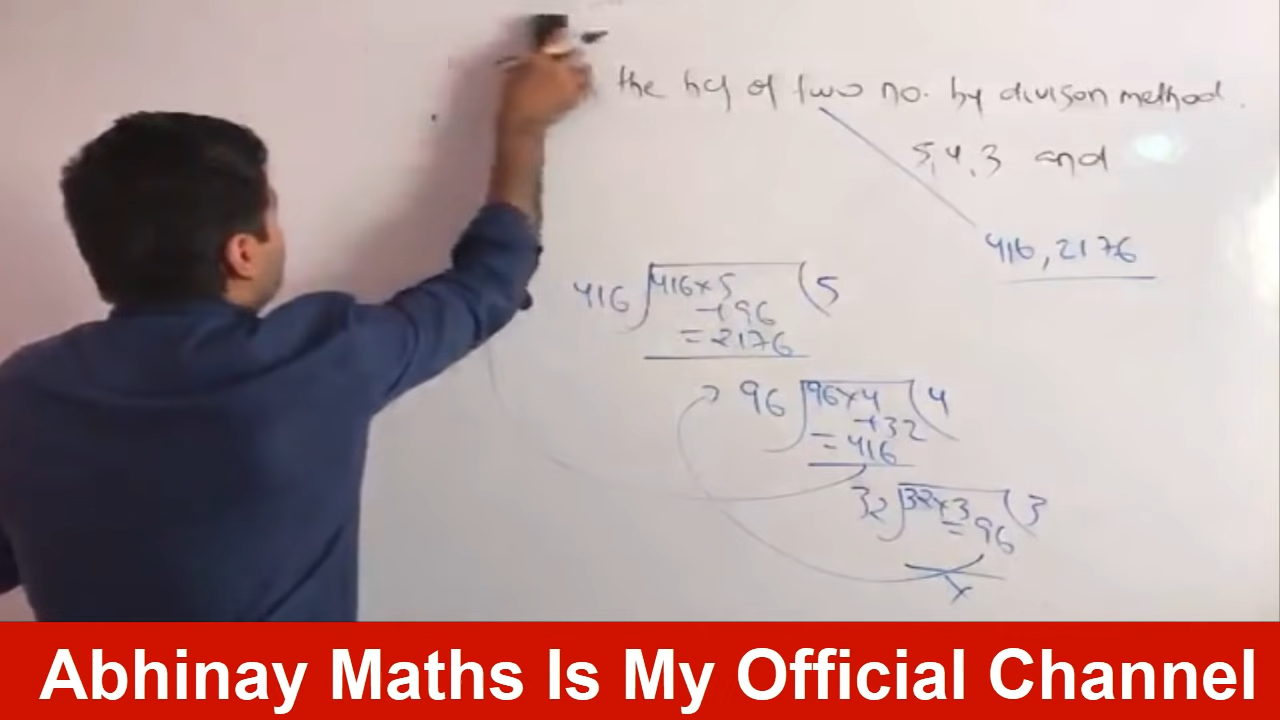 the hcf of two no. by divison method.
5,4,3 and
416, 2176
416 416×5 5
+96
=2176
96 96×4 4
+32
=416
32 32×3 3
=96
×
Abhinay Maths Is My Official Channel